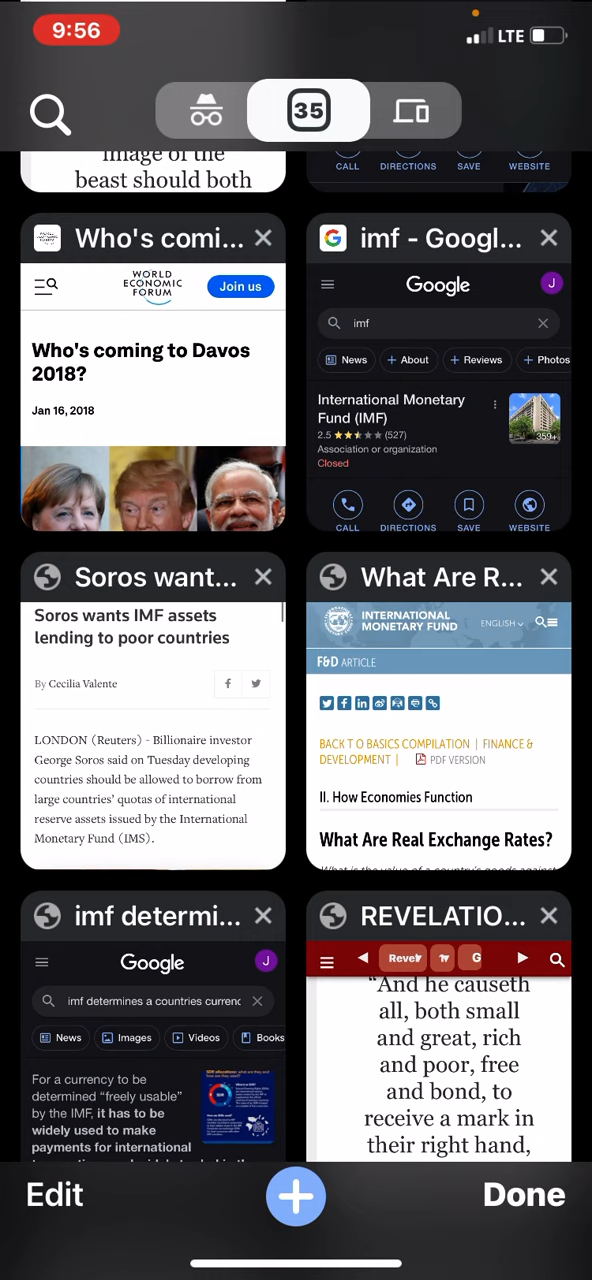 9:56
LTE
35
image of the
beast should both
CALL DIRECTIONS SAVE WEBSITE
Who's comi...
WORLD
ECONOMIC
FORUM
Join us
Who's coming to Davos
2018?
Jan 16, 2018
imf - Googl...
Google
J
imf
News + About + Reviews + Photos
International Monetary
Fund (IMF)
2.5 (527)
Association or organization
Closed
359+
CALL DIRECTIONS SAVE WEBSITE
Soros want...
Soros wants IMF assets
lending to poor countries
By Cecilia Valente
LONDON (Reuters) - Billionaire investor
George Soros said on Tuesday developing
countries should be allowed to borrow from
large countries' quotas of international
reserve assets issued by the International
Monetary Fund (IMS).
What Are R...
INTERNATIONAL
MONETARY FUND
ENGLISH
F&D ARTICLE
BACK T O BASICS COMPILATION | FINANCE &
DEVELOPMENT | PDF VERSION
II. How Economies Function
What Are Real Exchange Rates?
What is the value of a country's goods against
imf determi...
Google
J
imf determines a countries currenc
News Images Videos Books
For a currency to be
determined "freely usable"
by the IMF, it has to be
widely used to make
payments for international
REVELATIO...
G
"And he causeth
all, both small
and great, rich
and poor, free
and bond, to
receive a mark in
their right hand,
Edit
Done